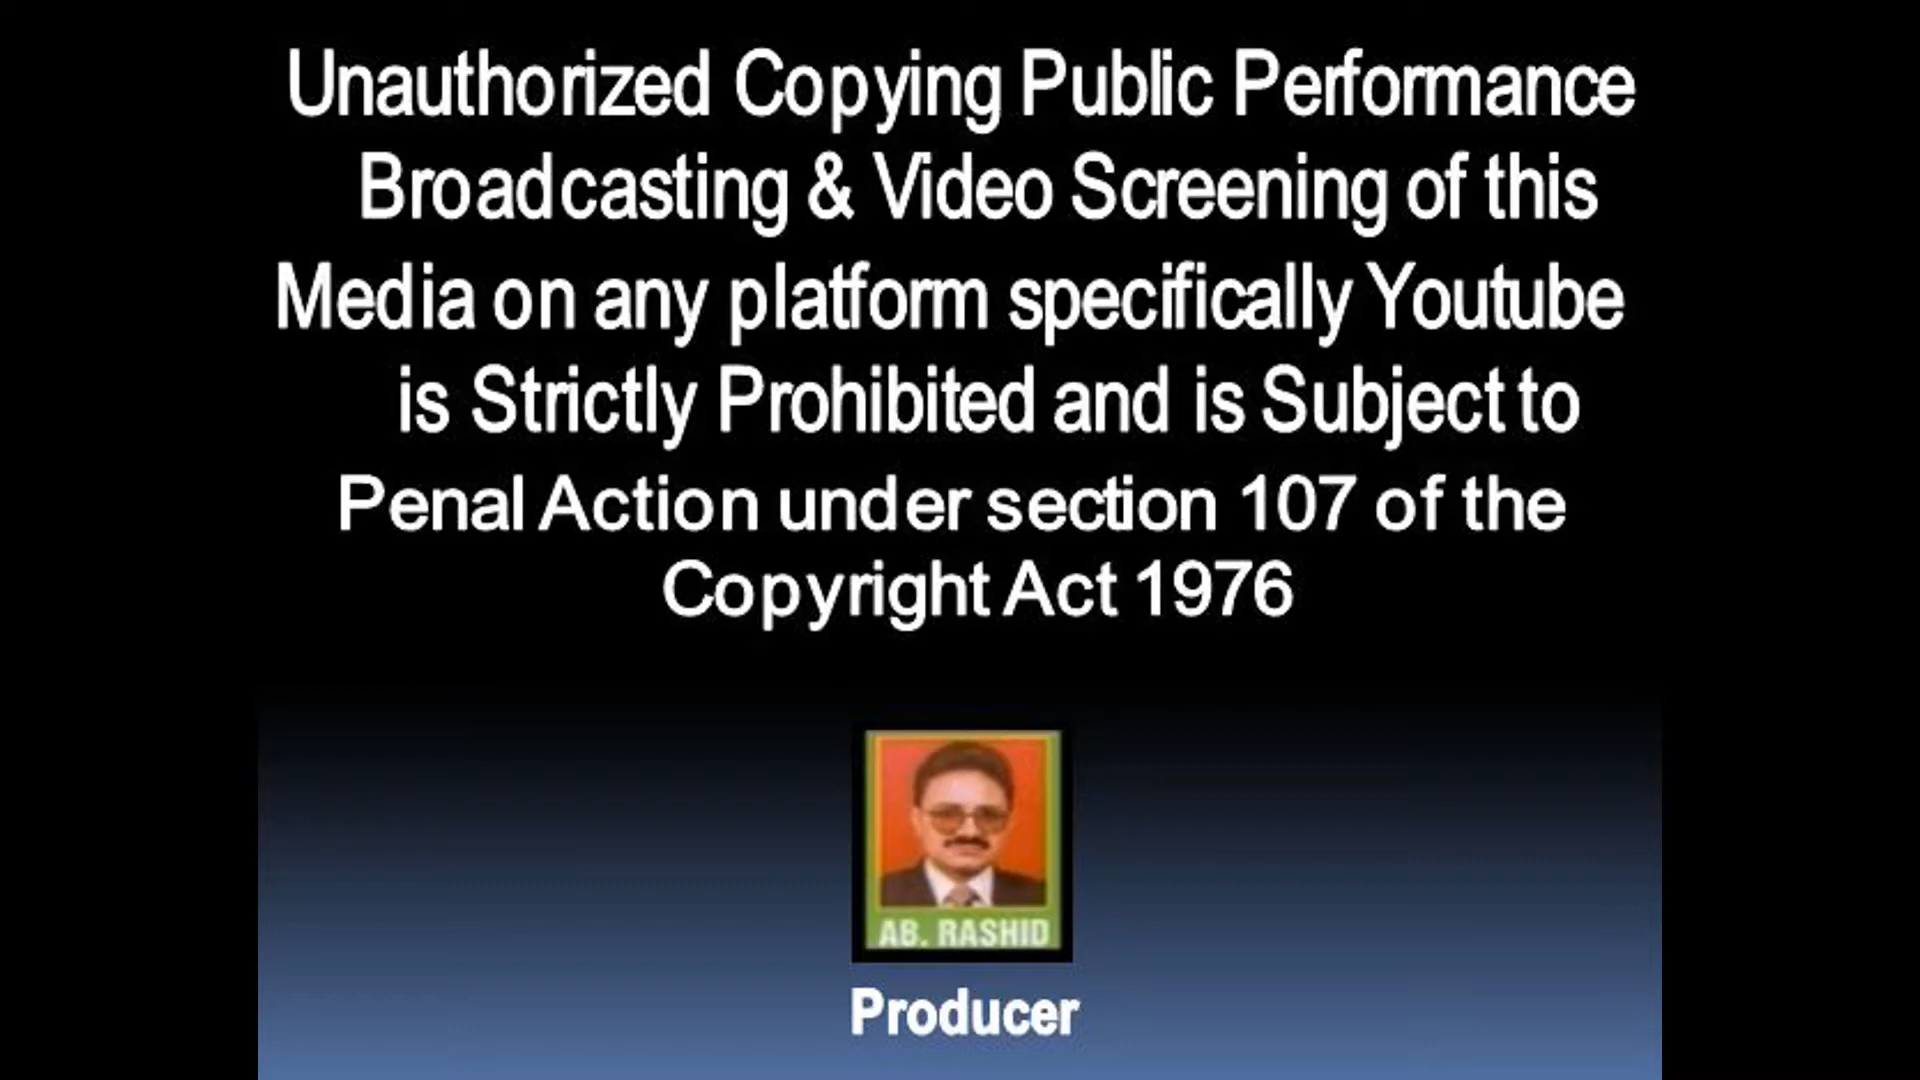 Unauthorized Copying Public Performance
Broadcasting & Video Screening of this
Media on any platform specifically Youtube
is Strictly Prohibited and is Subject to
Penal Action under section 107 of the
Copyright Act 1976
AB. RASHID
Producer